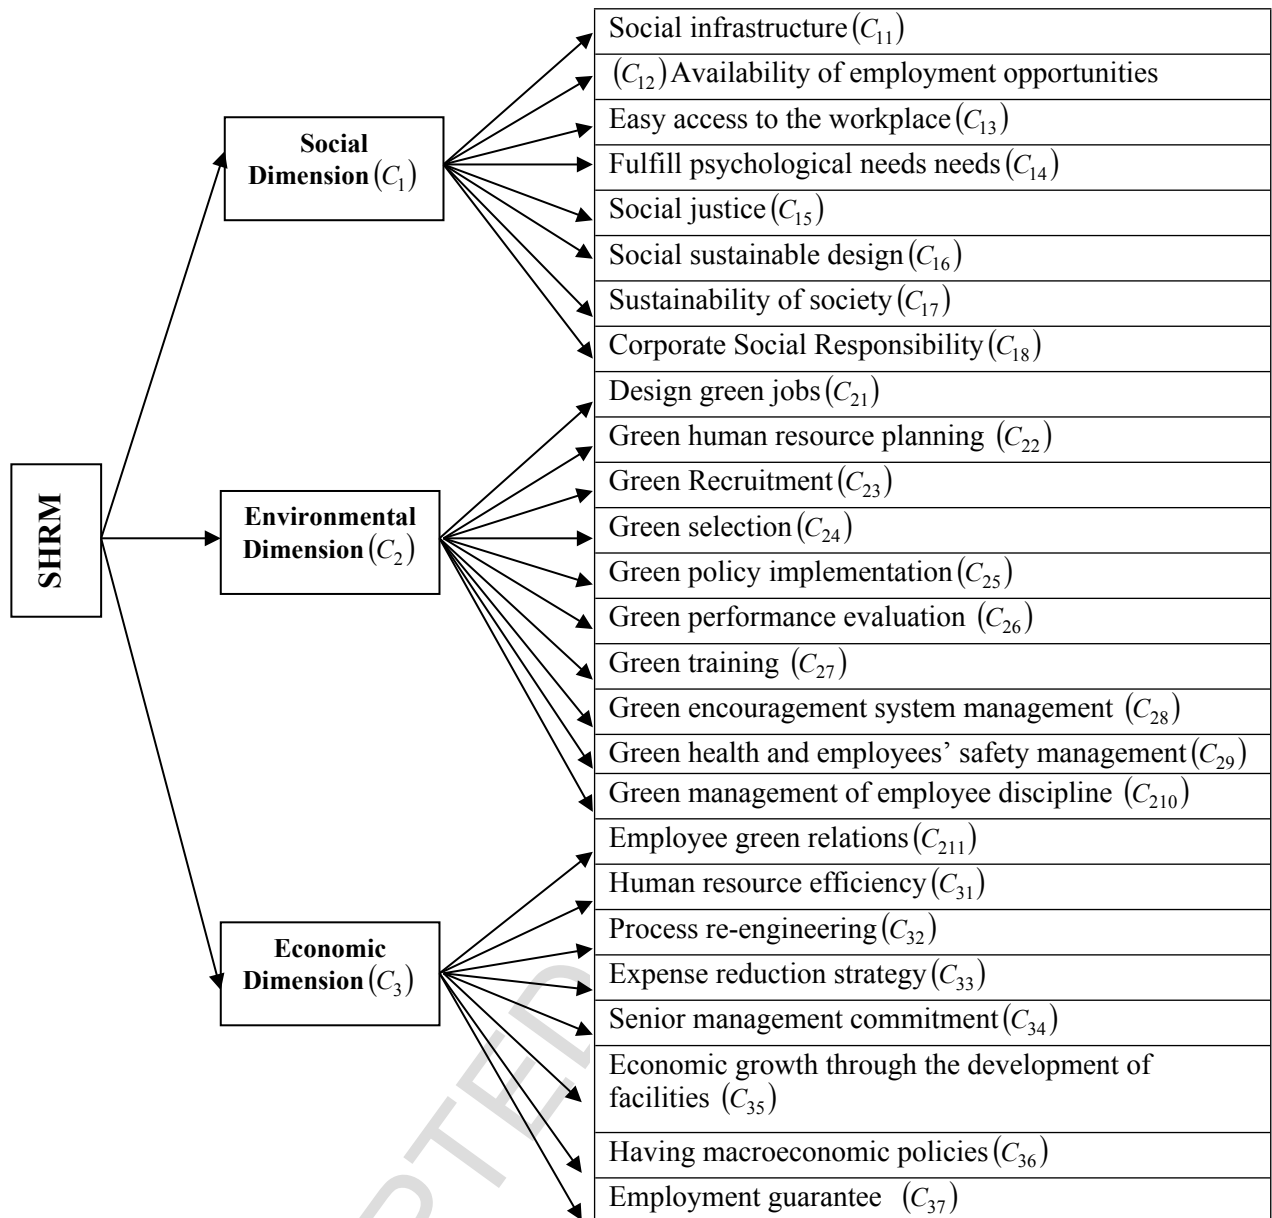 Social infrastructure (C11)
(C12) Availability of employment opportunities
Easy access to the workplace (C13)
Fulfill psychological needs needs (C14)
Social justice (C15)
Social sustainable design (C16)
Sustainability of society (C17)
Corporate Social Responsibility (C18)
Social
Dimension (C1)
Design green jobs (C21)
Green human resource planning (C22)
Green Recruitment (C23)
Green selection (C24)
Green policy implementation (C25)
Green performance evaluation (C26)
Green training (C27)
Green encouragement system management (C28)
Green health and employees’ safety management (C29)
Green management of employee discipline (C210)
SHRM
Environmental
Dimension (C2)
Employee green relations (C211)
Human resource efficiency (C31)
Process re-engineering (C32)
Expense reduction strategy (C33)
Senior management commitment (C34)
Economic growth through the development of
facilities (C35)
Having macroeconomic policies (C36)
Employment guarantee (C37)
Economic
Dimension (C3)
PTED